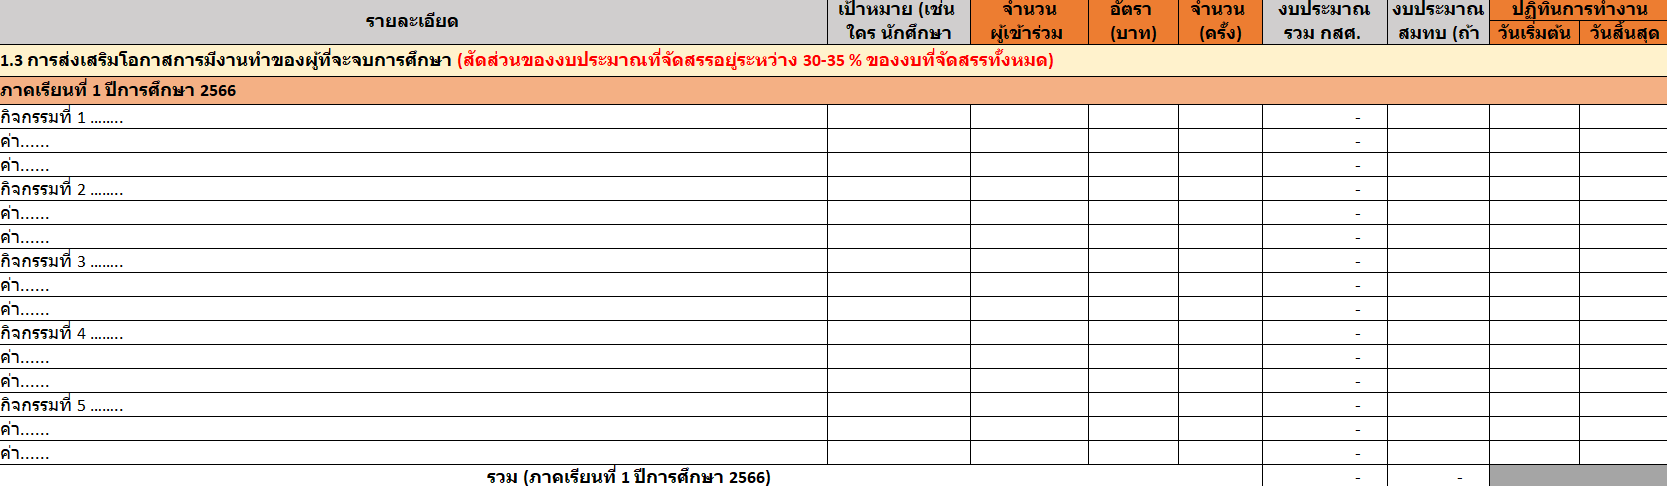 รายละเอียด
เป้าหมาย (เช่น
ใคร นักศึกษา
จำนวน
ผู้เข้าร่วม
อัตรา
(บาท)
จำนวน
(ครั้ง)
งบประมาณ
รวม กสศ.
งบประมาณ
สมทบ (ถ้า
ปฏิทินการทำงาน
วันเริ่มต้น
วันสิ้นสุด
1.3 การส่งเสริมโอกาสการมีงานทำของผู้ที่จะจบการศึกษา (สัดส่วนของงบประมาณที่จัดสรรอยู่ระหว่าง 30-35 % ของงบที่จัดสรรทั้งหมด)
ภาคเรียนที่ 1 ปีการศึกษา 2566
กิจกรรมที่ 1 ........ -
ค่า...... -
ค่า...... -
กิจกรรมที่ 2 ........ -
ค่า...... -
ค่า...... -
กิจกรรมที่ 3 ........ -
ค่า...... -
ค่า...... -
กิจกรรมที่ 4 ........ -
ค่า...... -
ค่า...... -
กิจกรรมที่ 5 ........ -
ค่า...... -
ค่า...... -
รวม (ภาคเรียนที่ 1 ปีการศึกษา 2566) - -